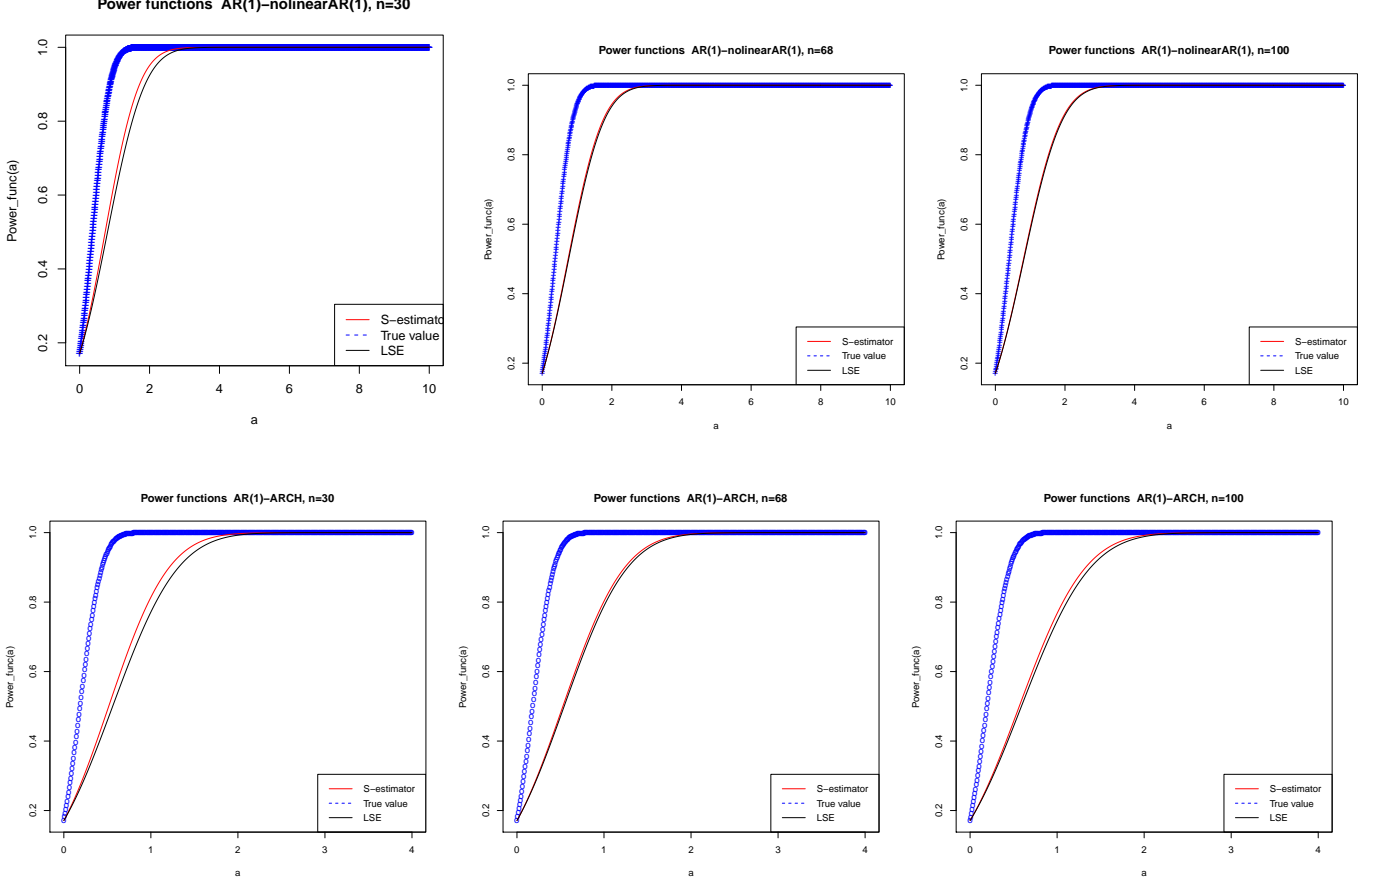 Power functions AR(1)−nolinearAR(1), n=30
Power_func(a)
1.0
0.8
0.6
0.4
0.2
S−estimato
True value
LSE
0 2 4 6 8 10
a
Power functions AR(1)−nolinearAR(1), n=68
Power_func(a)
1.0
0.8
0.6
0.4
0.2
S−estimator
True value
LSE
0 2 4 6 8 10
a
Power functions AR(1)−nolinearAR(1), n=100
Power_func(a)
1.0
0.8
0.6
0.4
0.2
S−estimator
True value
LSE
0 2 4 6 8 10
a
Power functions AR(1)−ARCH, n=30
Power_func(a)
1.0
0.8
0.6
0.4
0.2
S−estimator
True value
LSE
0 1 2 3 4
a
Power functions AR(1)−ARCH, n=68
Power_func(a)
1.0
0.8
0.6
0.4
0.2
S−estimator
True value
LSE
0 1 2 3 4
a
Power functions AR(1)−ARCH, n=100
Power_func(a)
1.0
0.8
0.6
0.4
0.2
S−estimator
True value
LSE
0 1 2 3 4
a